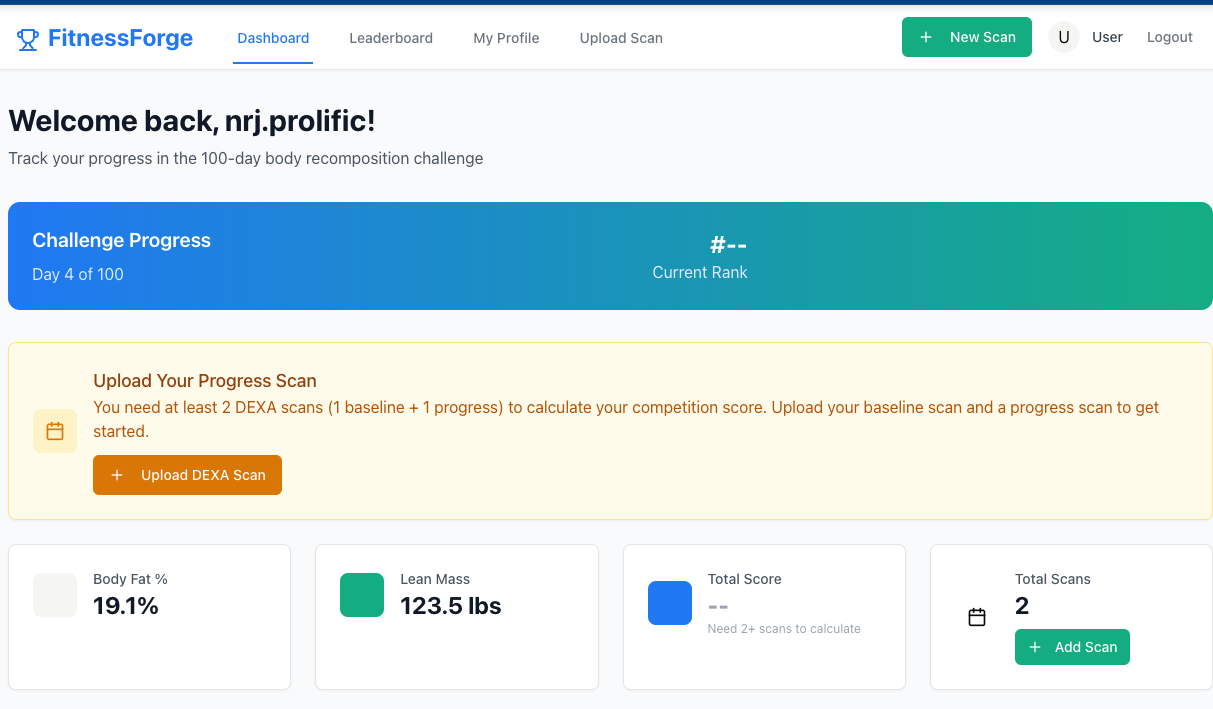 FitnessForge
Dashboard
Leaderboard
My Profile
Upload Scan
+ New Scan
U
User
Logout
Welcome back, nrj.prolific!
Track your progress in the 100-day body recomposition challenge
Challenge Progress
Day 4 of 100
#--
Current Rank
Upload Your Progress Scan
You need at least 2 DEXA scans (1 baseline + 1 progress) to calculate your competition score. Upload your baseline scan and a progress scan to get
started.
+ Upload DEXA Scan
Body Fat %
19.1%
Lean Mass
123.5 lbs
Total Score
--
Need 2+ scans to calculate
Total Scans
2
+ Add Scan